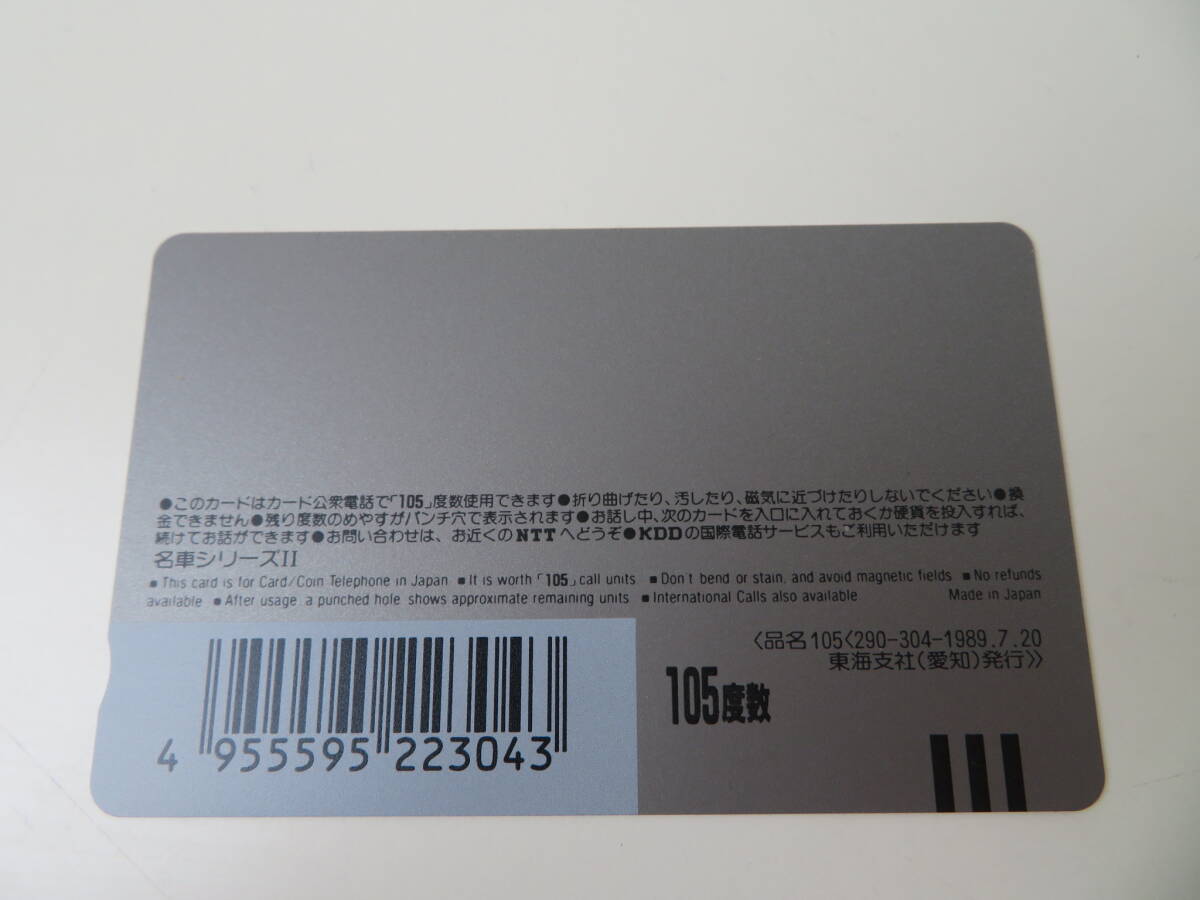 ●このカードはカード公衆電話で「105」度数使用できます●折り曲げたり、汚したり、磁気に近づけたりしないでください●換
金できません●残り度数のめやすがパンチ穴で表示されます●お話し中、次のカードを入口に入れておくか硬貨を投入すれば、
続けてお話ができます●お問い合わせは、お近くのNTTへどうぞ●KDDの国際電話サービスもご利用いただけます
名車シリーズII
■This card is for Card/Coin Telephone in Japan ■It is worth「105」call units ■Don't bend or stain, and avoid magnetic fields ■No refunds
available ■After usage, a punched hole shows approximate remaining units ■International Calls also available Made in Japan
〈品名105〈290-304-1989.7.20
東海支社(愛知)発行〉〉
105度数
4 955595 223043